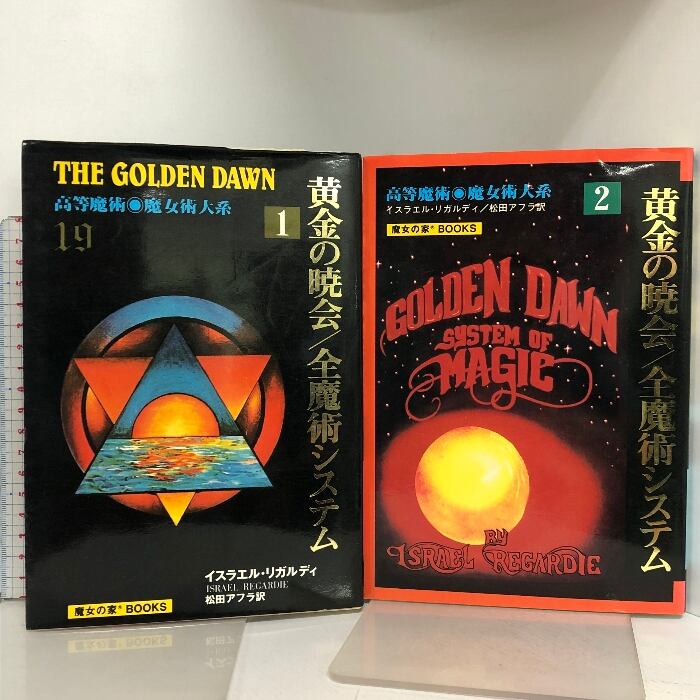 THE GOLDEN DAWN
高等魔術◉魔女術大系
19
1
黄金の暁会/全魔術システム
イスラエル・リガルディ
ISRAEL REGARDIE
松田アフラ訳
魔女の家® BOOKS
高等魔術◉魔女術大系
イスラエル・リガルディ/松田アフラ訳
2
魔女の家® BOOKS
黄金の暁会/全魔術システム
GOLDEN DAWN
SYSTEM OF
MAGIC
BY
ISRAEL REGARDIE